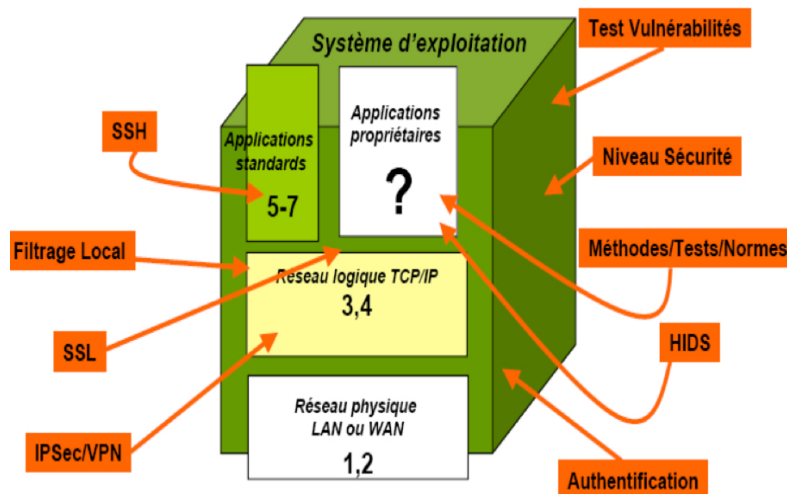 Système d'exploitation
Test Vulnérabilités
SSH
Applications
standards
5-7
Applications
propriétaires
?
Niveau Sécurité
Filtrage Local
Méthodes/Tests/Normes
Réseau logique TCP/IP
3,4
SSL
HIDS
Réseau physique
LAN ou WAN
1,2
IPSec/VPN
Authentification